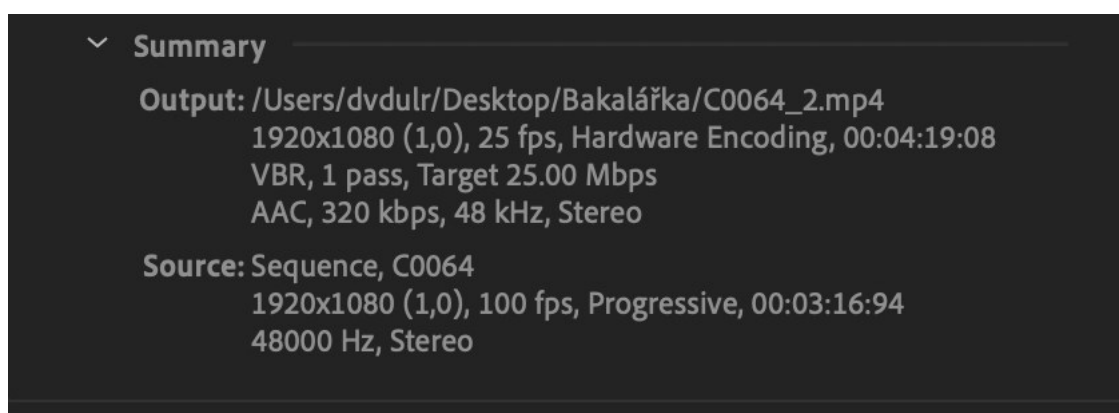 Summary
Output: /Users/dvdulr/Desktop/Bakalářka/C0064_2.mp4
1920x1080 (1,0), 25 fps, Hardware Encoding, 00:04:19:08
VBR, 1 pass, Target 25.00 Mbps
AAC, 320 kbps, 48 kHz, Stereo
Source: Sequence, C0064
1920x1080 (1,0), 100 fps, Progressive, 00:03:16:94
48000 Hz, Stereo